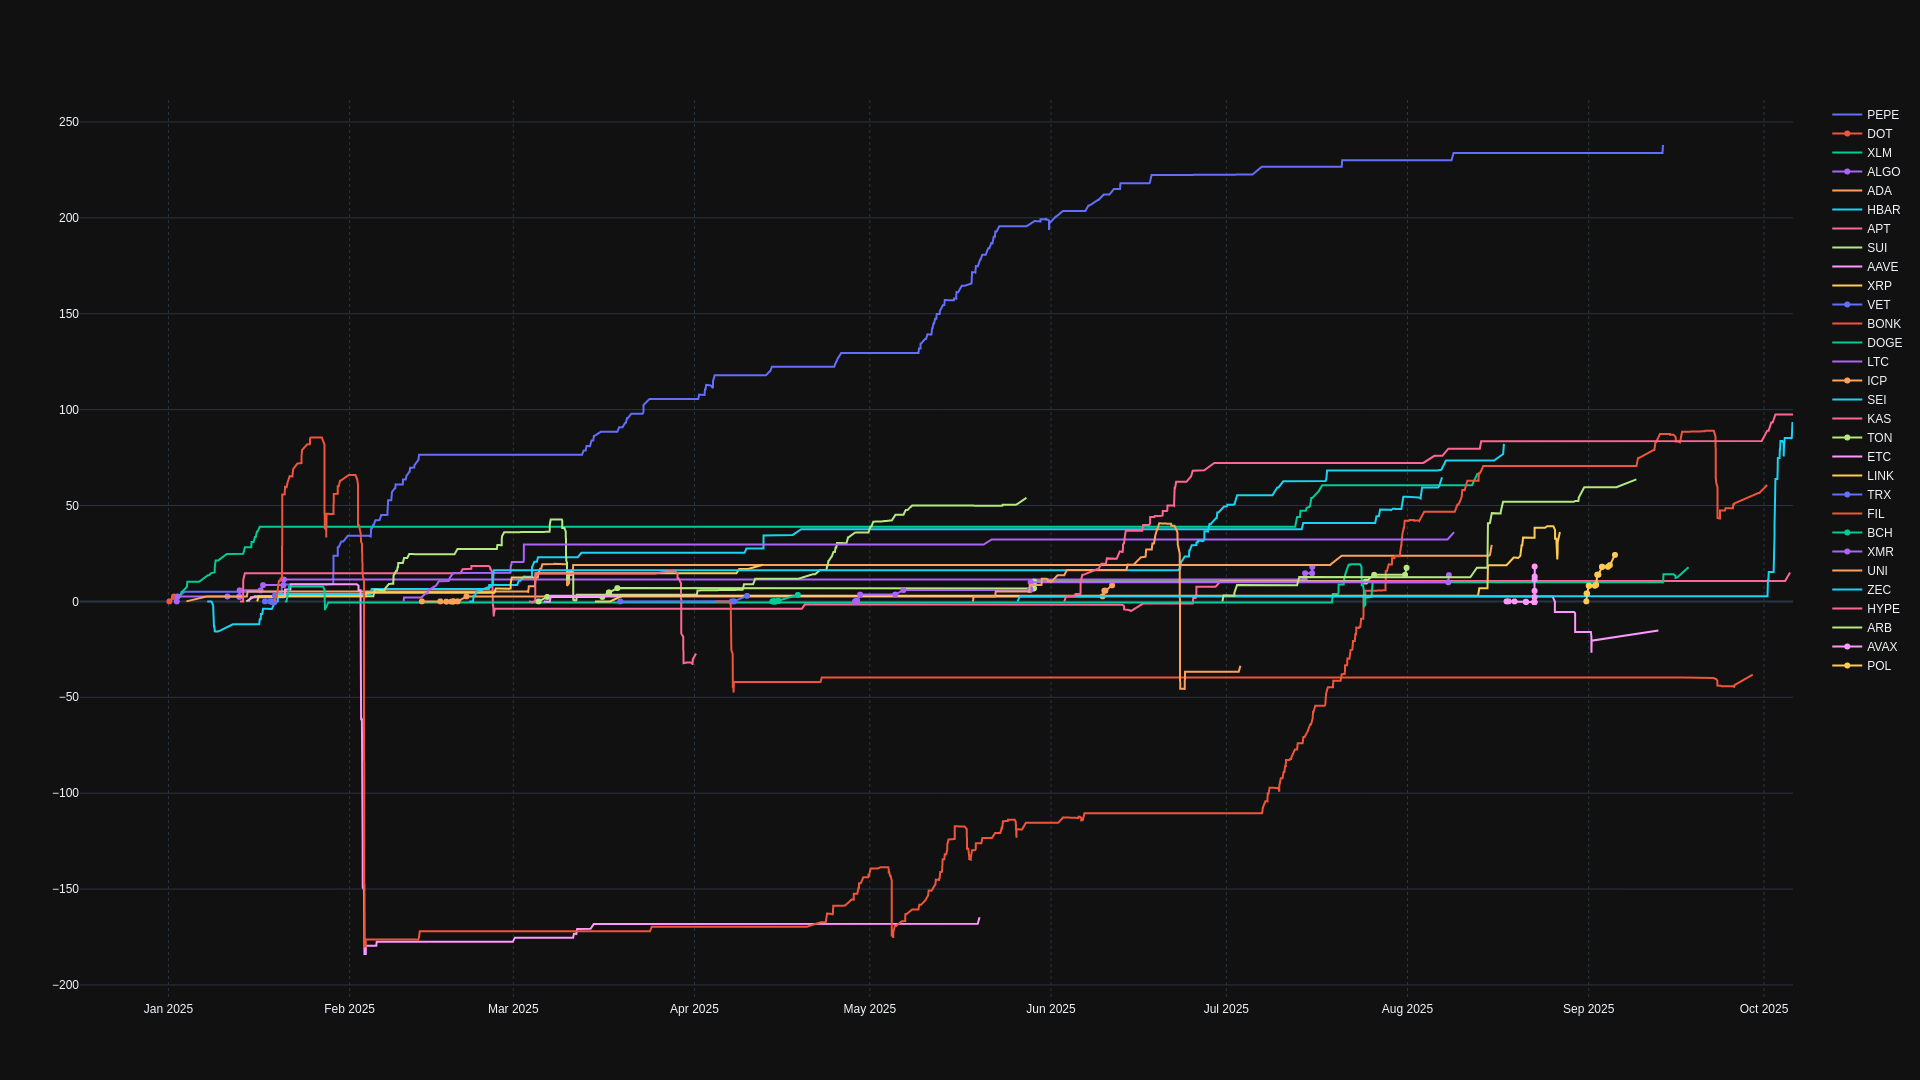 250
200
150
100
50
0
−50
−100
−150
−200
Jan 2025
Feb 2025
Mar 2025
Apr 2025
May 2025
Jun 2025
Jul 2025
Aug 2025
Sep 2025
Oct 2025
PEPE
DOT
XLM
ALGO
ADA
HBAR
APT
SUI
AAVE
XRP
VET
BONK
DOGE
LTC
ICP
SEI
KAS
TON
ETC
LINK
TRX
FIL
BCH
XMR
UNI
ZEC
HYPE
ARB
AVAX
POL